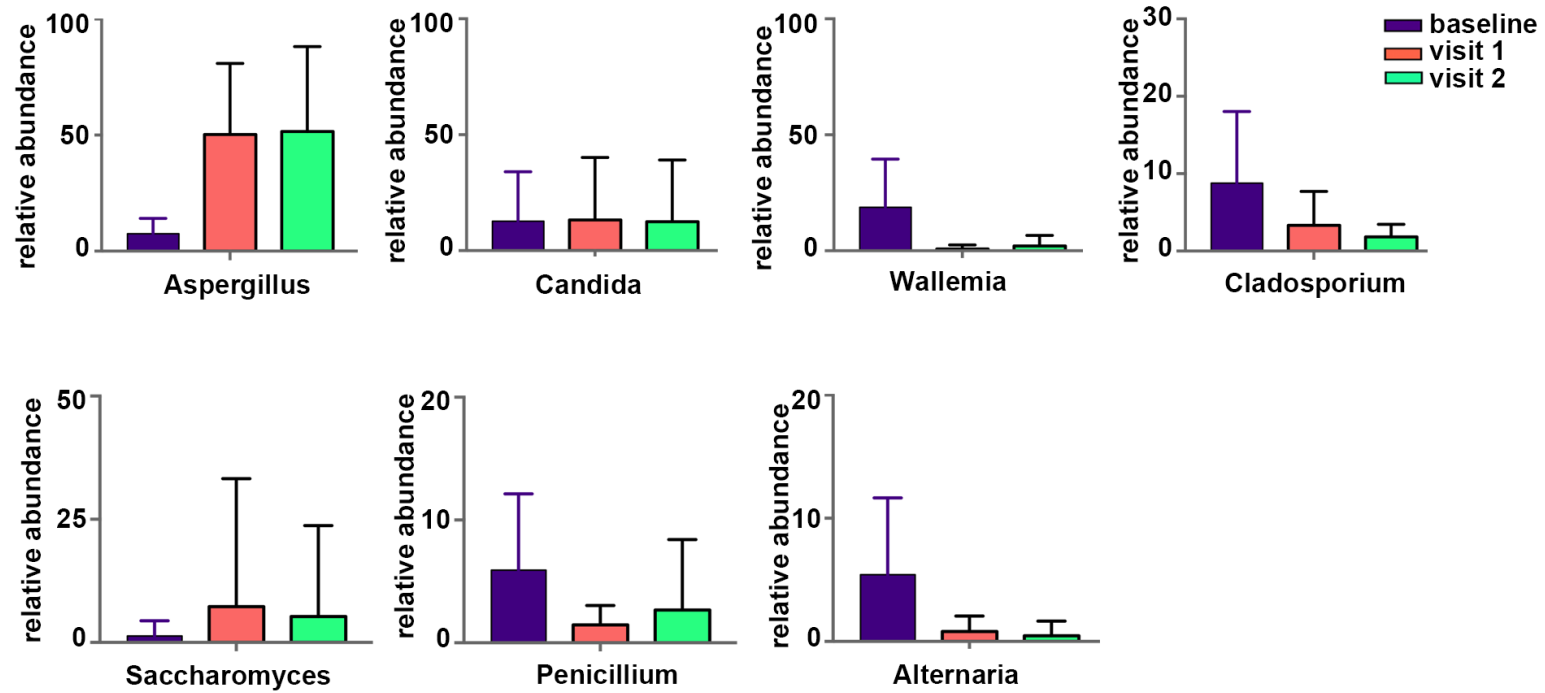 relative abundance
100
50
0
Aspergillus
relative abundance
100
50
0
Candida
relative abundance
100
50
0
Wallemia
relative abundance
30
20
10
0
Cladosporium
baseline
visit 1
visit 2
relative abundance
50
25
0
Saccharomyces
relative abundance
20
10
0
Penicillium
relative abundance
20
10
0
Alternaria